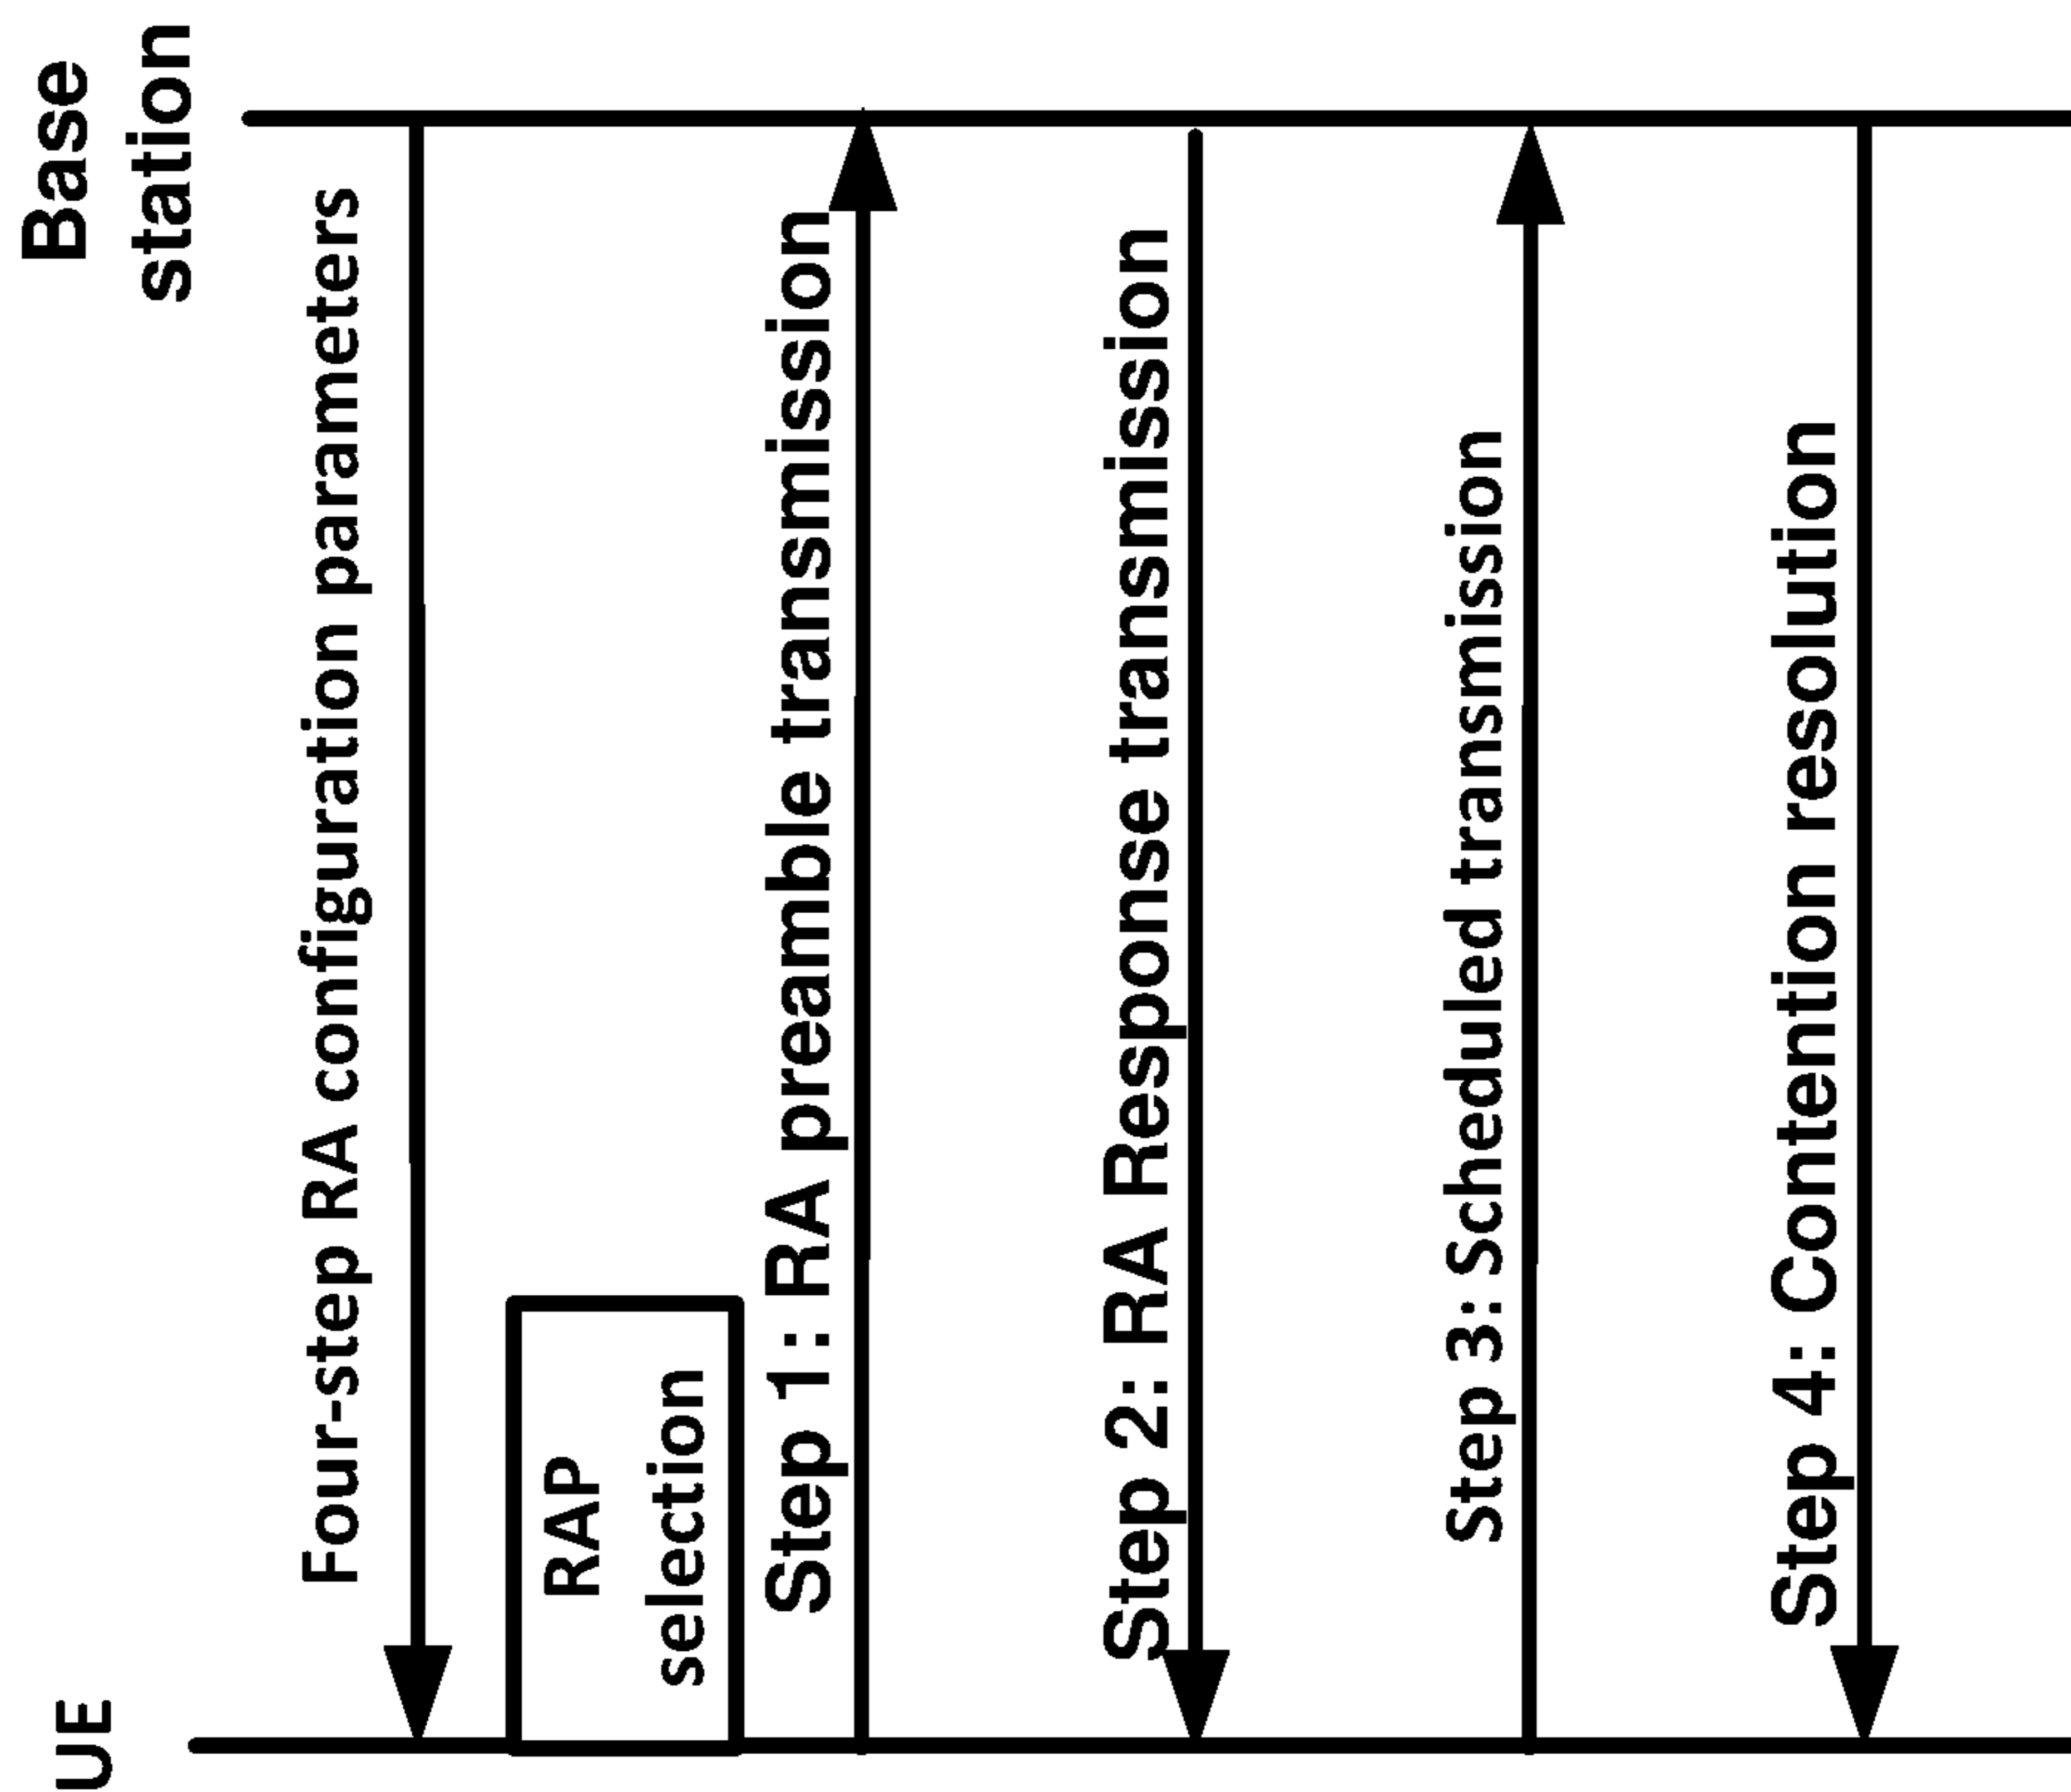 UE
Base
station
Four-step RA configuration parameters
RAP
selection
Step 1: RA preamble transmission
Step 2: RA Response transmission
Step 3: Scheduled transmission
Step 4: Contention resolution